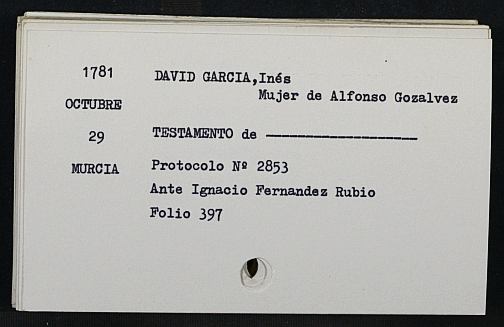 1781 DAVID GARCIA,Inés
Mujer de Alfonso Gozalvez
OCTUBRE
29 TESTAMENTO de ———————————
MURCIA Protocolo Nº 2853
Ante Ignacio Fernandez Rubio
Folio 397